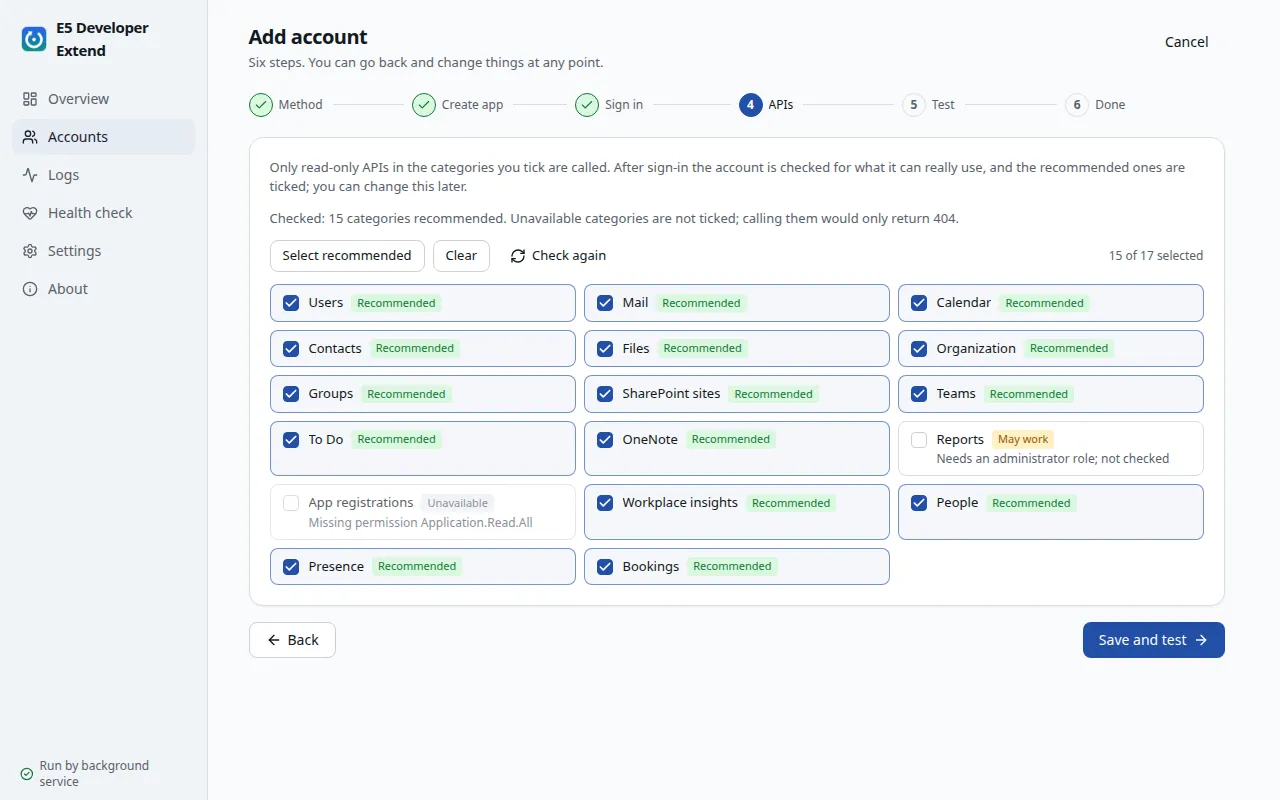 E5 Developer
Extend
Overview
Accounts
Logs
Health check
Settings
About
Run by background
service
Add account
Six steps. You can go back and change things at any point.
Cancel
Method
Create app
Sign in
4 APIs
5 Test
6 Done
Only read-only APIs in the categories you tick are called. After sign-in the account is checked for what it can really use, and the recommended ones are
ticked; you can change this later.
Checked: 15 categories recommended. Unavailable categories are not ticked; calling them would only return 404.
Select recommended
Clear
Check again
15 of 17 selected
Users Recommended
Mail Recommended
Calendar Recommended
Contacts Recommended
Files Recommended
Organization Recommended
Groups Recommended
SharePoint sites Recommended
Teams Recommended
To Do Recommended
OneNote Recommended
Reports May work
Needs an administrator role; not checked
App registrations Unavailable
Missing permission Application.Read.All
Workplace insights Recommended
People Recommended
Presence Recommended
Bookings Recommended
Back
Save and test